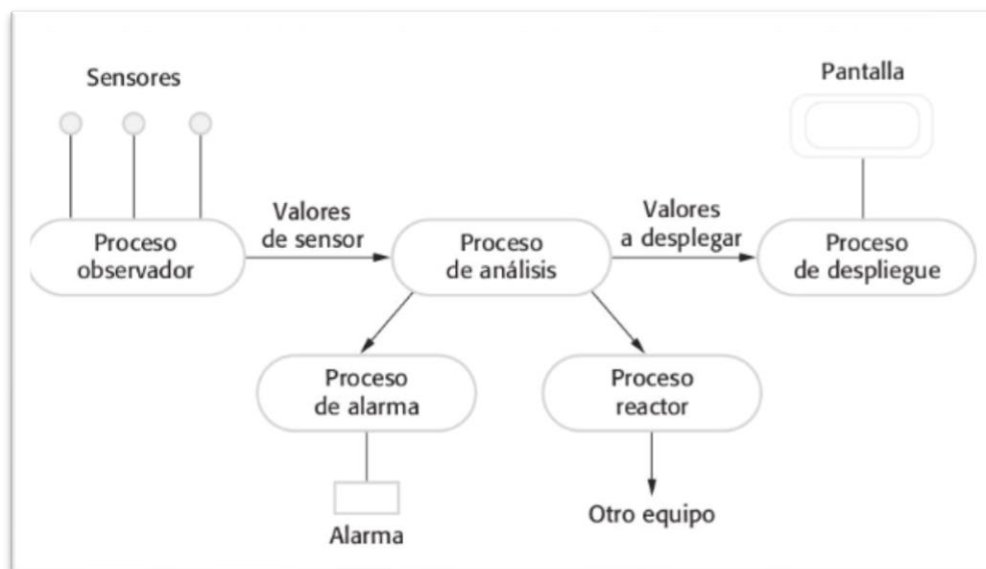 Sensores
Pantalla
Valores
de sensor
Valores
a desplegar
Proceso
observador
Proceso
de análisis
Proceso
de despliegue
Proceso
de alarma
Proceso
reactor
Otro equipo
Alarma